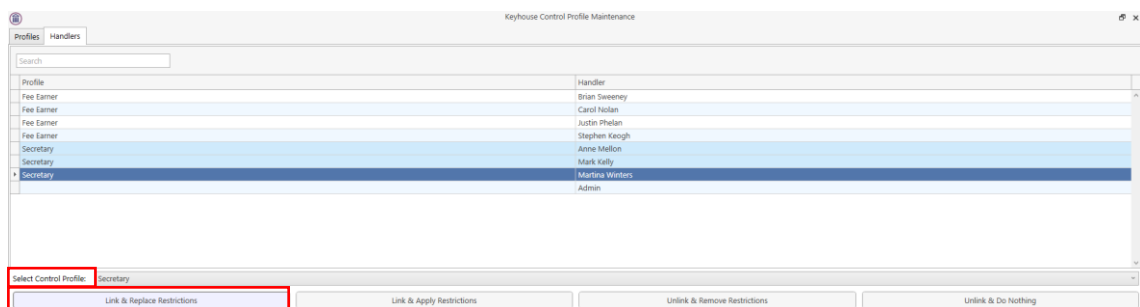 Keyhouse Control Profile Maintenance
Profiles Handlers
Search
Profile Handler
Fee Earner Brian Sweeney
Fee Earner Carol Nolan
Fee Earner Justin Phelan
Fee Earner Stephen Keogh
Secretary Anne Mellon
Secretary Mark Kelly
Secretary Martina Winters
Admin
Select Control Profile: Secretary
Link & Replace Restrictions Link & Apply Restrictions Unlink & Remove Restrictions Unlink & Do Nothing